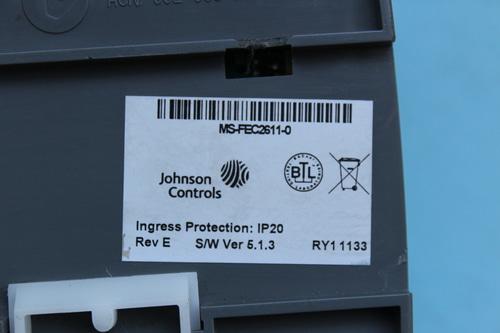 MS-FEC2611-0
Johnson
Controls
BTL
Ingress Protection: IP20
Rev E S/W Ver 5.1.3 RY1 1133